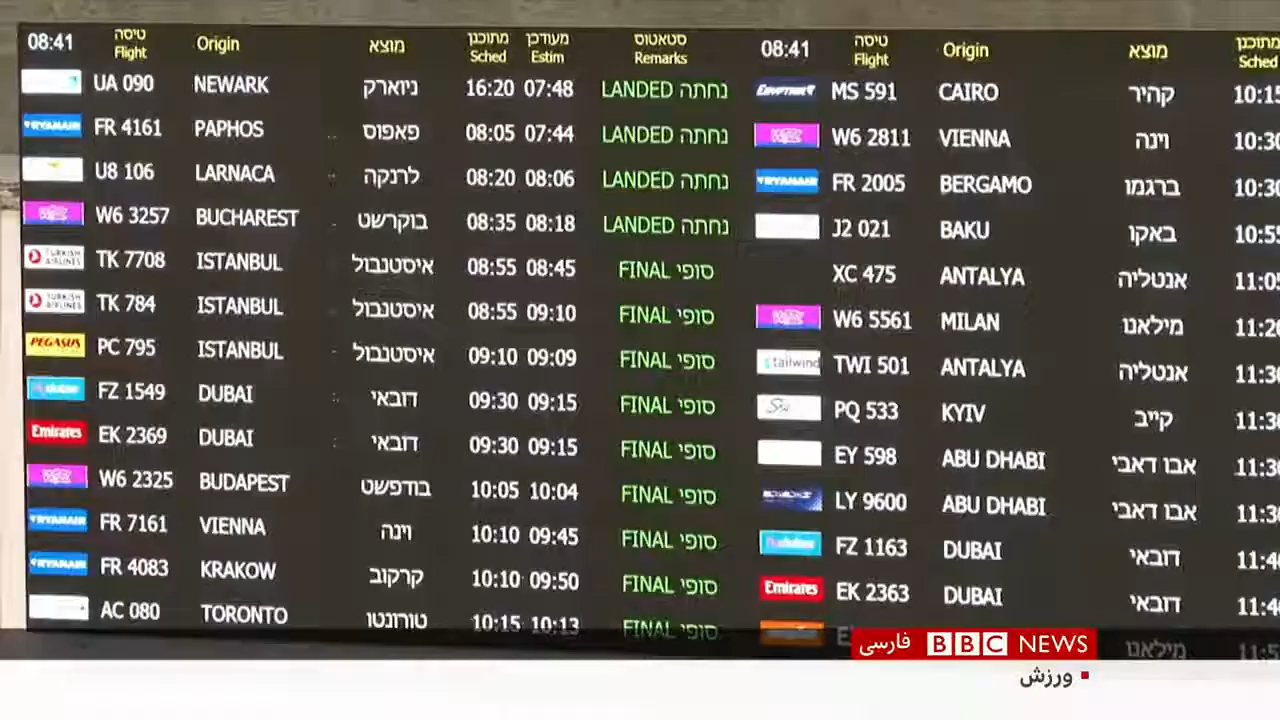 08:41 טיסה Flight Origin מוצא מתוכנן Sched מעודכן Estim סטאטוס Remarks
UA 090 NEWARK ניוארק 16:20 07:48 LANDED נחתה
RYANAIR FR 4161 PAPHOS פאפוס 08:05 07:44 LANDED נחתה
U8 106 LARNACA לרנקה 08:20 08:06 LANDED נחתה
W6 3257 BUCHAREST בוקרשט 08:35 08:18 LANDED נחתה
TURKISH AIRLINES TK 7708 ISTANBUL איסטנבול 08:55 08:45 FINAL סופי
TURKISH AIRLINES TK 784 ISTANBUL איסטנבול 08:55 09:10 FINAL סופי
PEGASUS PC 795 ISTANBUL איסטנבול 09:10 09:09 FINAL סופי
FZ 1549 DUBAI דובאי 09:30 09:15 FINAL סופי
Emirates EK 2369 DUBAI דובאי 09:30 09:15 FINAL סופי
W6 2325 BUDAPEST בודפשט 10:05 10:04 FINAL סופי
RYANAIR FR 7161 VIENNA וינה 10:10 09:45 FINAL סופי
RYANAIR FR 4083 KRAKOW קרקוב 10:10 09:50 FINAL סופי
AC 080 TORONTO טורונטו 10:15 10:13 FINAL סופי
08:41 טיסה Flight Origin מוצא מתוכנן Sched
EGYPTAIR MS 591 CAIRO קהיר 10:15
W6 2811 VIENNA וינה 10:30
RYANAIR FR 2005 BERGAMO ברגמו 10:30
J2 021 BAKU באקו 10:55
XC 475 ANTALYA אנטליה 11:05
W6 5561 MILAN מילאנו 11:20
tailwind TWI 501 ANTALYA אנטליה 11:30
PQ 533 KYIV קייב 11:30
EY 598 ABU DHABI אבו דאבי 11:30
LY 9600 ABU DHABI אבו דאבי 11:30
FZ 1163 DUBAI דובאי 11:40
Emirates EK 2363 DUBAI דובאי 11:40
מילאנו
BBC NEWS فارسی
ورزش